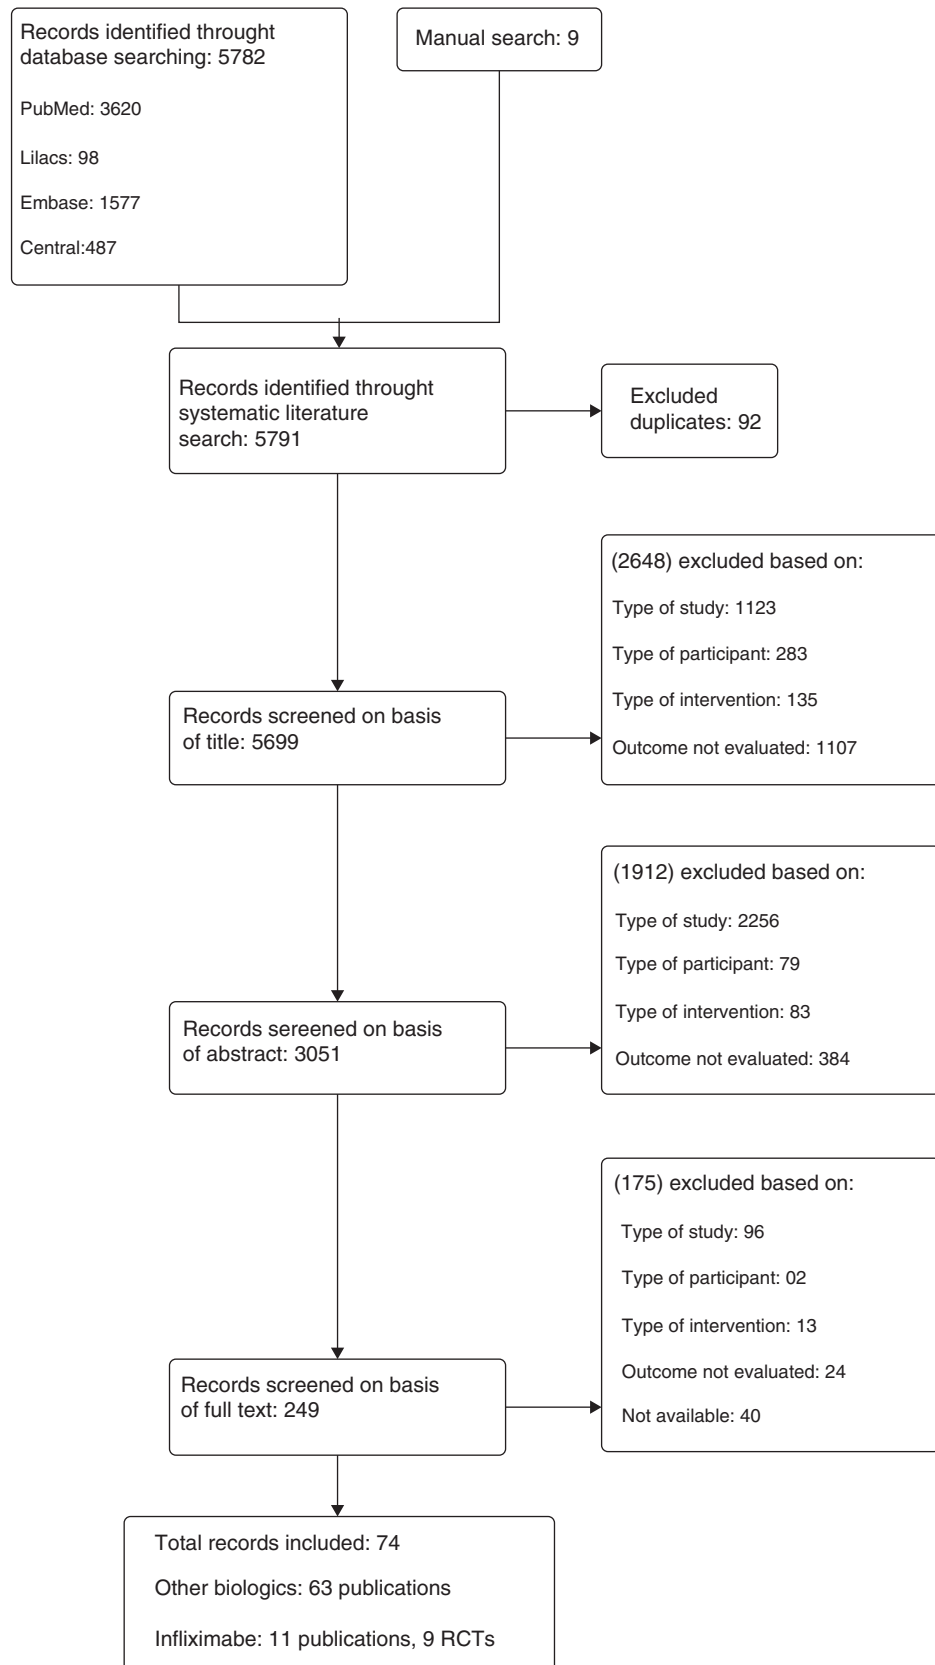 Records identified throught
database searching: 5782
PubMed: 3620
Lilacs: 98
Embase: 1577
Central:487
Manual search: 9
Records identified throught
systematic literature
search: 5791
Excluded
duplicates: 92
(2648) excluded based on:
Type of study: 1123
Type of participant: 283
Type of intervention: 135
Outcome not evaluated: 1107
Records screened on basis
of title: 5699
(1912) excluded based on:
Type of study: 2256
Type of participant: 79
Type of intervention: 83
Outcome not evaluated: 384
Records sereened on basis
of abstract: 3051
(175) excluded based on:
Type of study: 96
Type of participant: 02
Type of intervention: 13
Outcome not evaluated: 24
Not available: 40
Records screened on basis
of full text: 249
Total records included: 74
Other biologics: 63 publications
Infliximabe: 11 publications, 9 RCTs